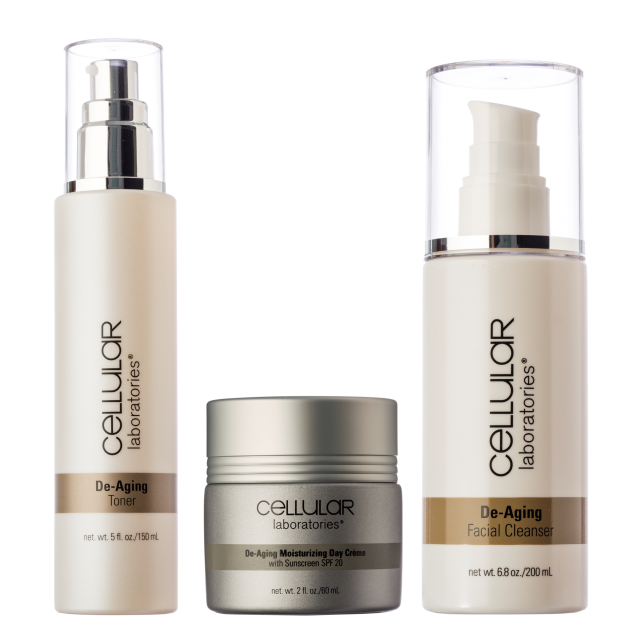 CELLULAR
laboratories®
De-Aging
Toner
net. wt. 5 fl. oz./150 mL
CELLULAR
laboratories®
De-Aging Moisturizing Day Crème
with Sunscreen SPF 20
net. wt. 2 fl. oz./60 mL
CELLULAR
laboratories®
De-Aging
Facial Cleanser
net wt. 6.8 oz./200 mL